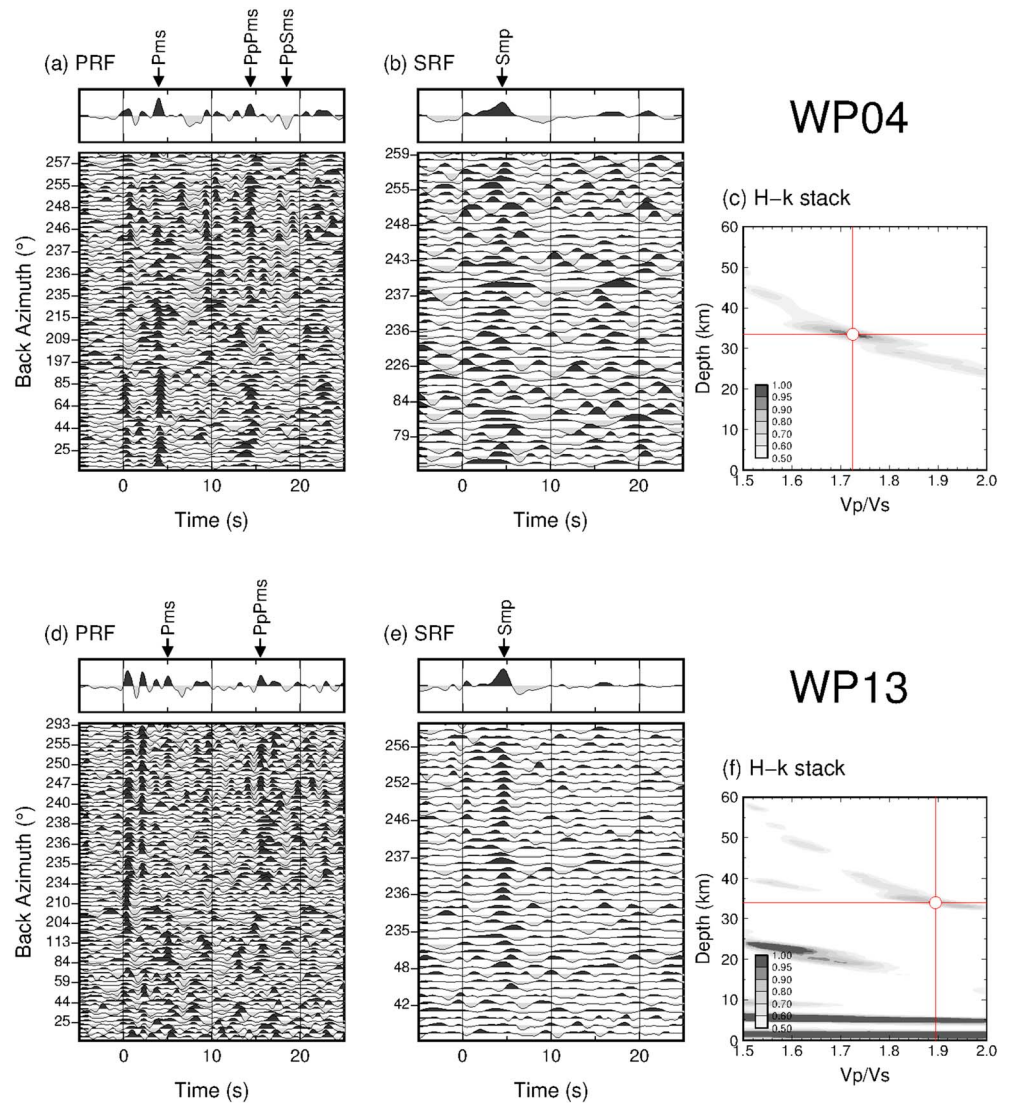 Pms
PpPms
PpSms
Smp
(a) PRF
(b) SRF
WP04
257
255
248
246
237
236
235
215
209
197
85
64
44
25
Back Azimuth (°)
0 10 20
Time (s)
259
255
248
243
237
236
226
84
79
0 10 20
Time (s)
(c) H−k stack
60
50
40
30
20
10
0
Depth (km)
1.00
0.95
0.90
0.80
0.70
0.60
0.50
1.5 1.6 1.7 1.8 1.9 2.0
Vp/Vs
Pms
PpPms
Smp
(d) PRF
(e) SRF
WP13
293
255
250
247
240
238
236
235
234
210
204
113
84
59
44
25
Back Azimuth (°)
0 10 20
Time (s)
256
252
246
237
236
235
48
42
0 10 20
Time (s)
(f) H−k stack
60
50
40
30
20
10
0
Depth (km)
1.00
0.95
0.90
0.80
0.70
0.60
0.50
1.5 1.6 1.7 1.8 1.9 2.0
Vp/Vs